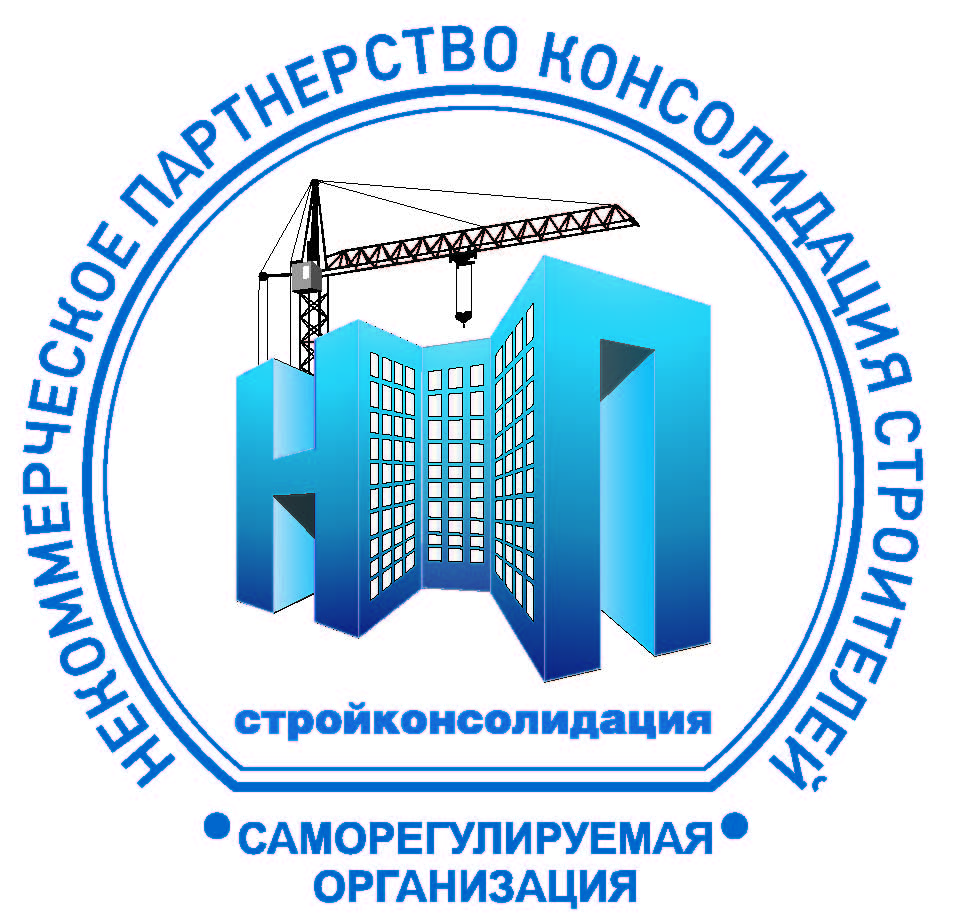 НЕКОММЕРЧЕСКОЕ ПАРТНЕРСТВО КОНСОЛИДАЦИЯ СТРОИТЕЛЕЙ
НП
стройконсолидация
САМОРЕГУЛИРУЕМАЯ
ОРГАНИЗАЦИЯ